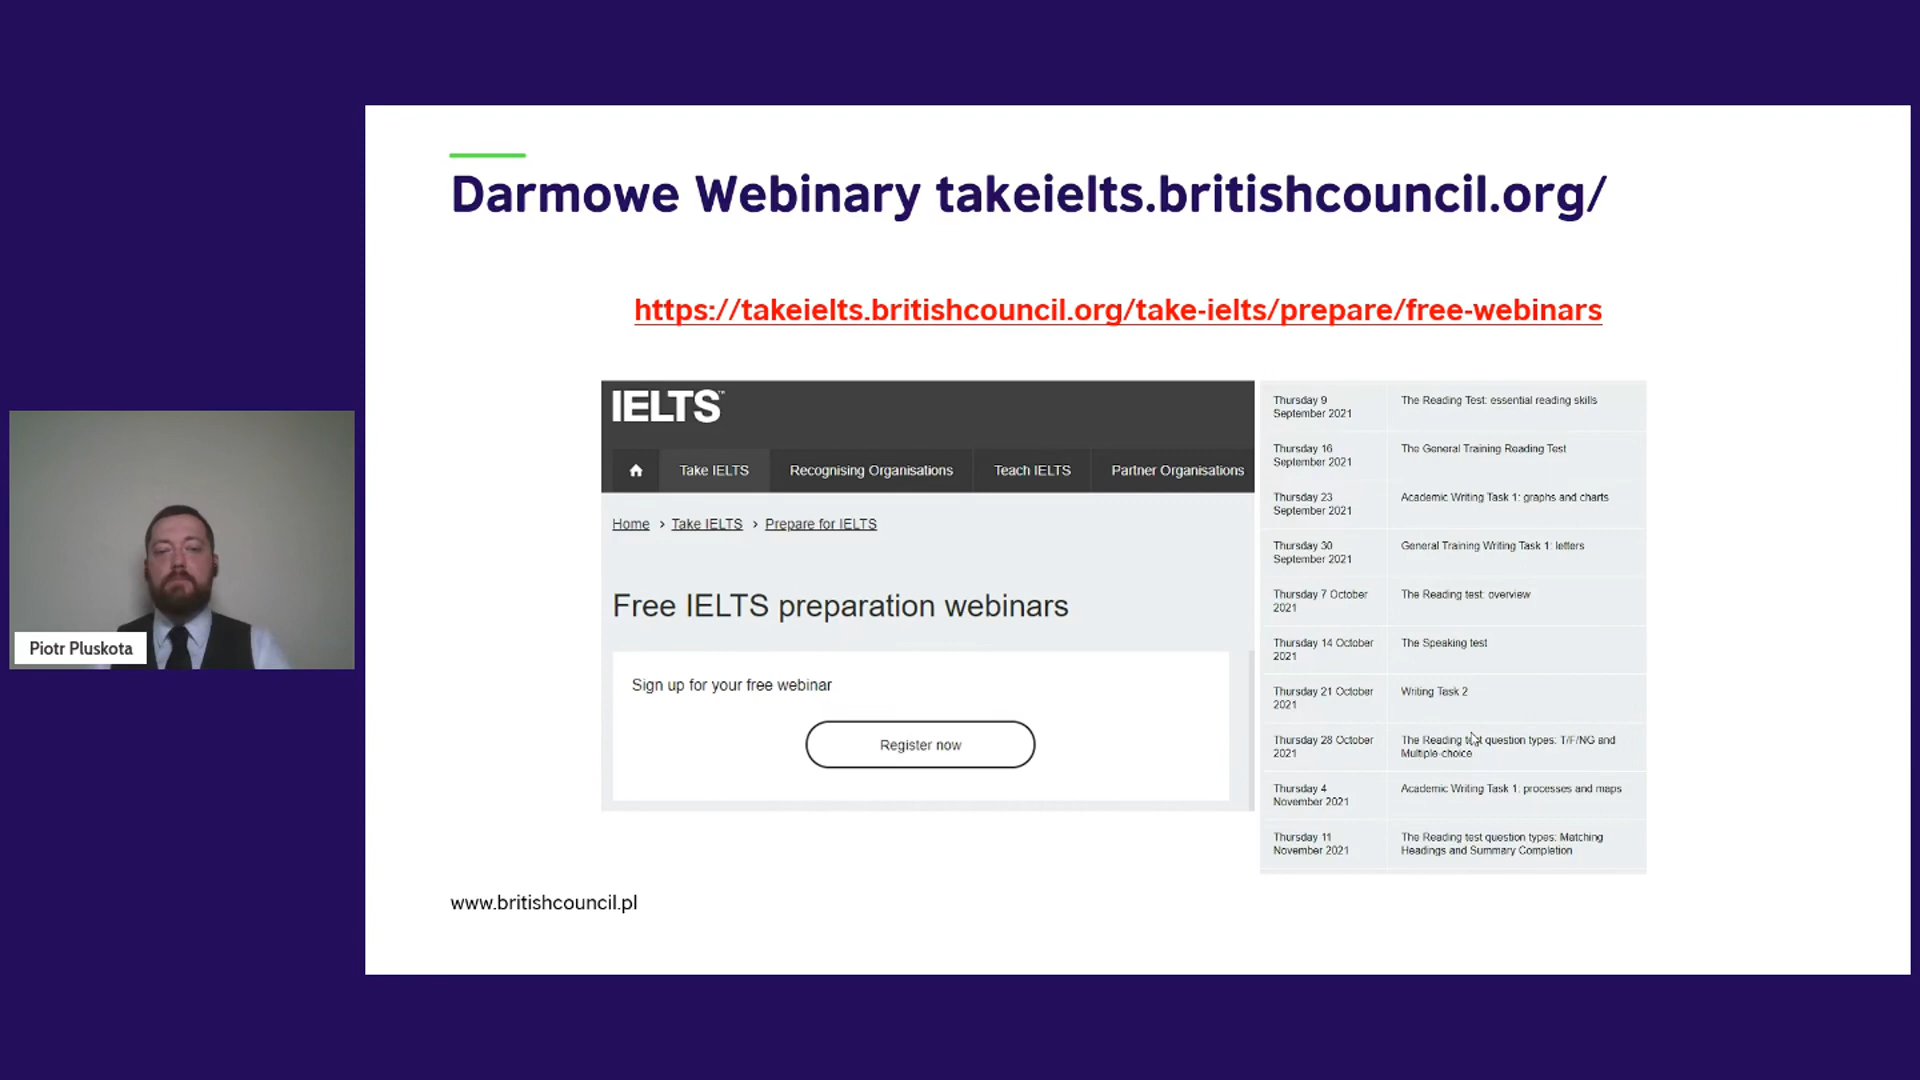 Darmowe Webinary takeielts.britishcouncil.org/
https://takeielts.britishcouncil.org/take-ielts/prepare/free-webinars
IELTS™
Take IELTS
Recognising Organisations
Teach IELTS
Partner Organisations
Home > Take IELTS > Prepare for IELTS
Free IELTS preparation webinars
Sign up for your free webinar
Register now
Thursday 9
September 2021
The Reading Test: essential reading skills
Thursday 16
September 2021
The General Training Reading Test
Thursday 23
September 2021
Academic Writing Task 1: graphs and charts
Thursday 30
September 2021
General Training Writing Task 1: letters
Thursday 7 October
2021
The Reading test: overview
Thursday 14 October
2021
The Speaking test
Thursday 21 October
2021
Writing Task 2
Thursday 28 October
2021
The Reading test question types: T/F/NG and
Multiple-choice
Thursday 4
November 2021
Academic Writing Task 1: processes and maps
Thursday 11
November 2021
The Reading test question types: Matching
Headings and Summary Completion
www.britishcouncil.pl
Piotr Pluskota